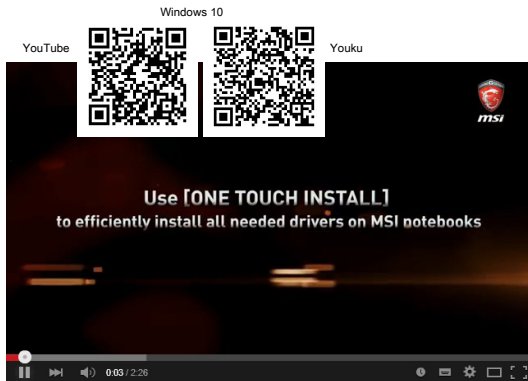 Windows 10
YouTube
Youku
msi
Use [ONE TOUCH INSTALL]
to efficiently install all needed drivers on MSI notebooks
0:03 / 2:26